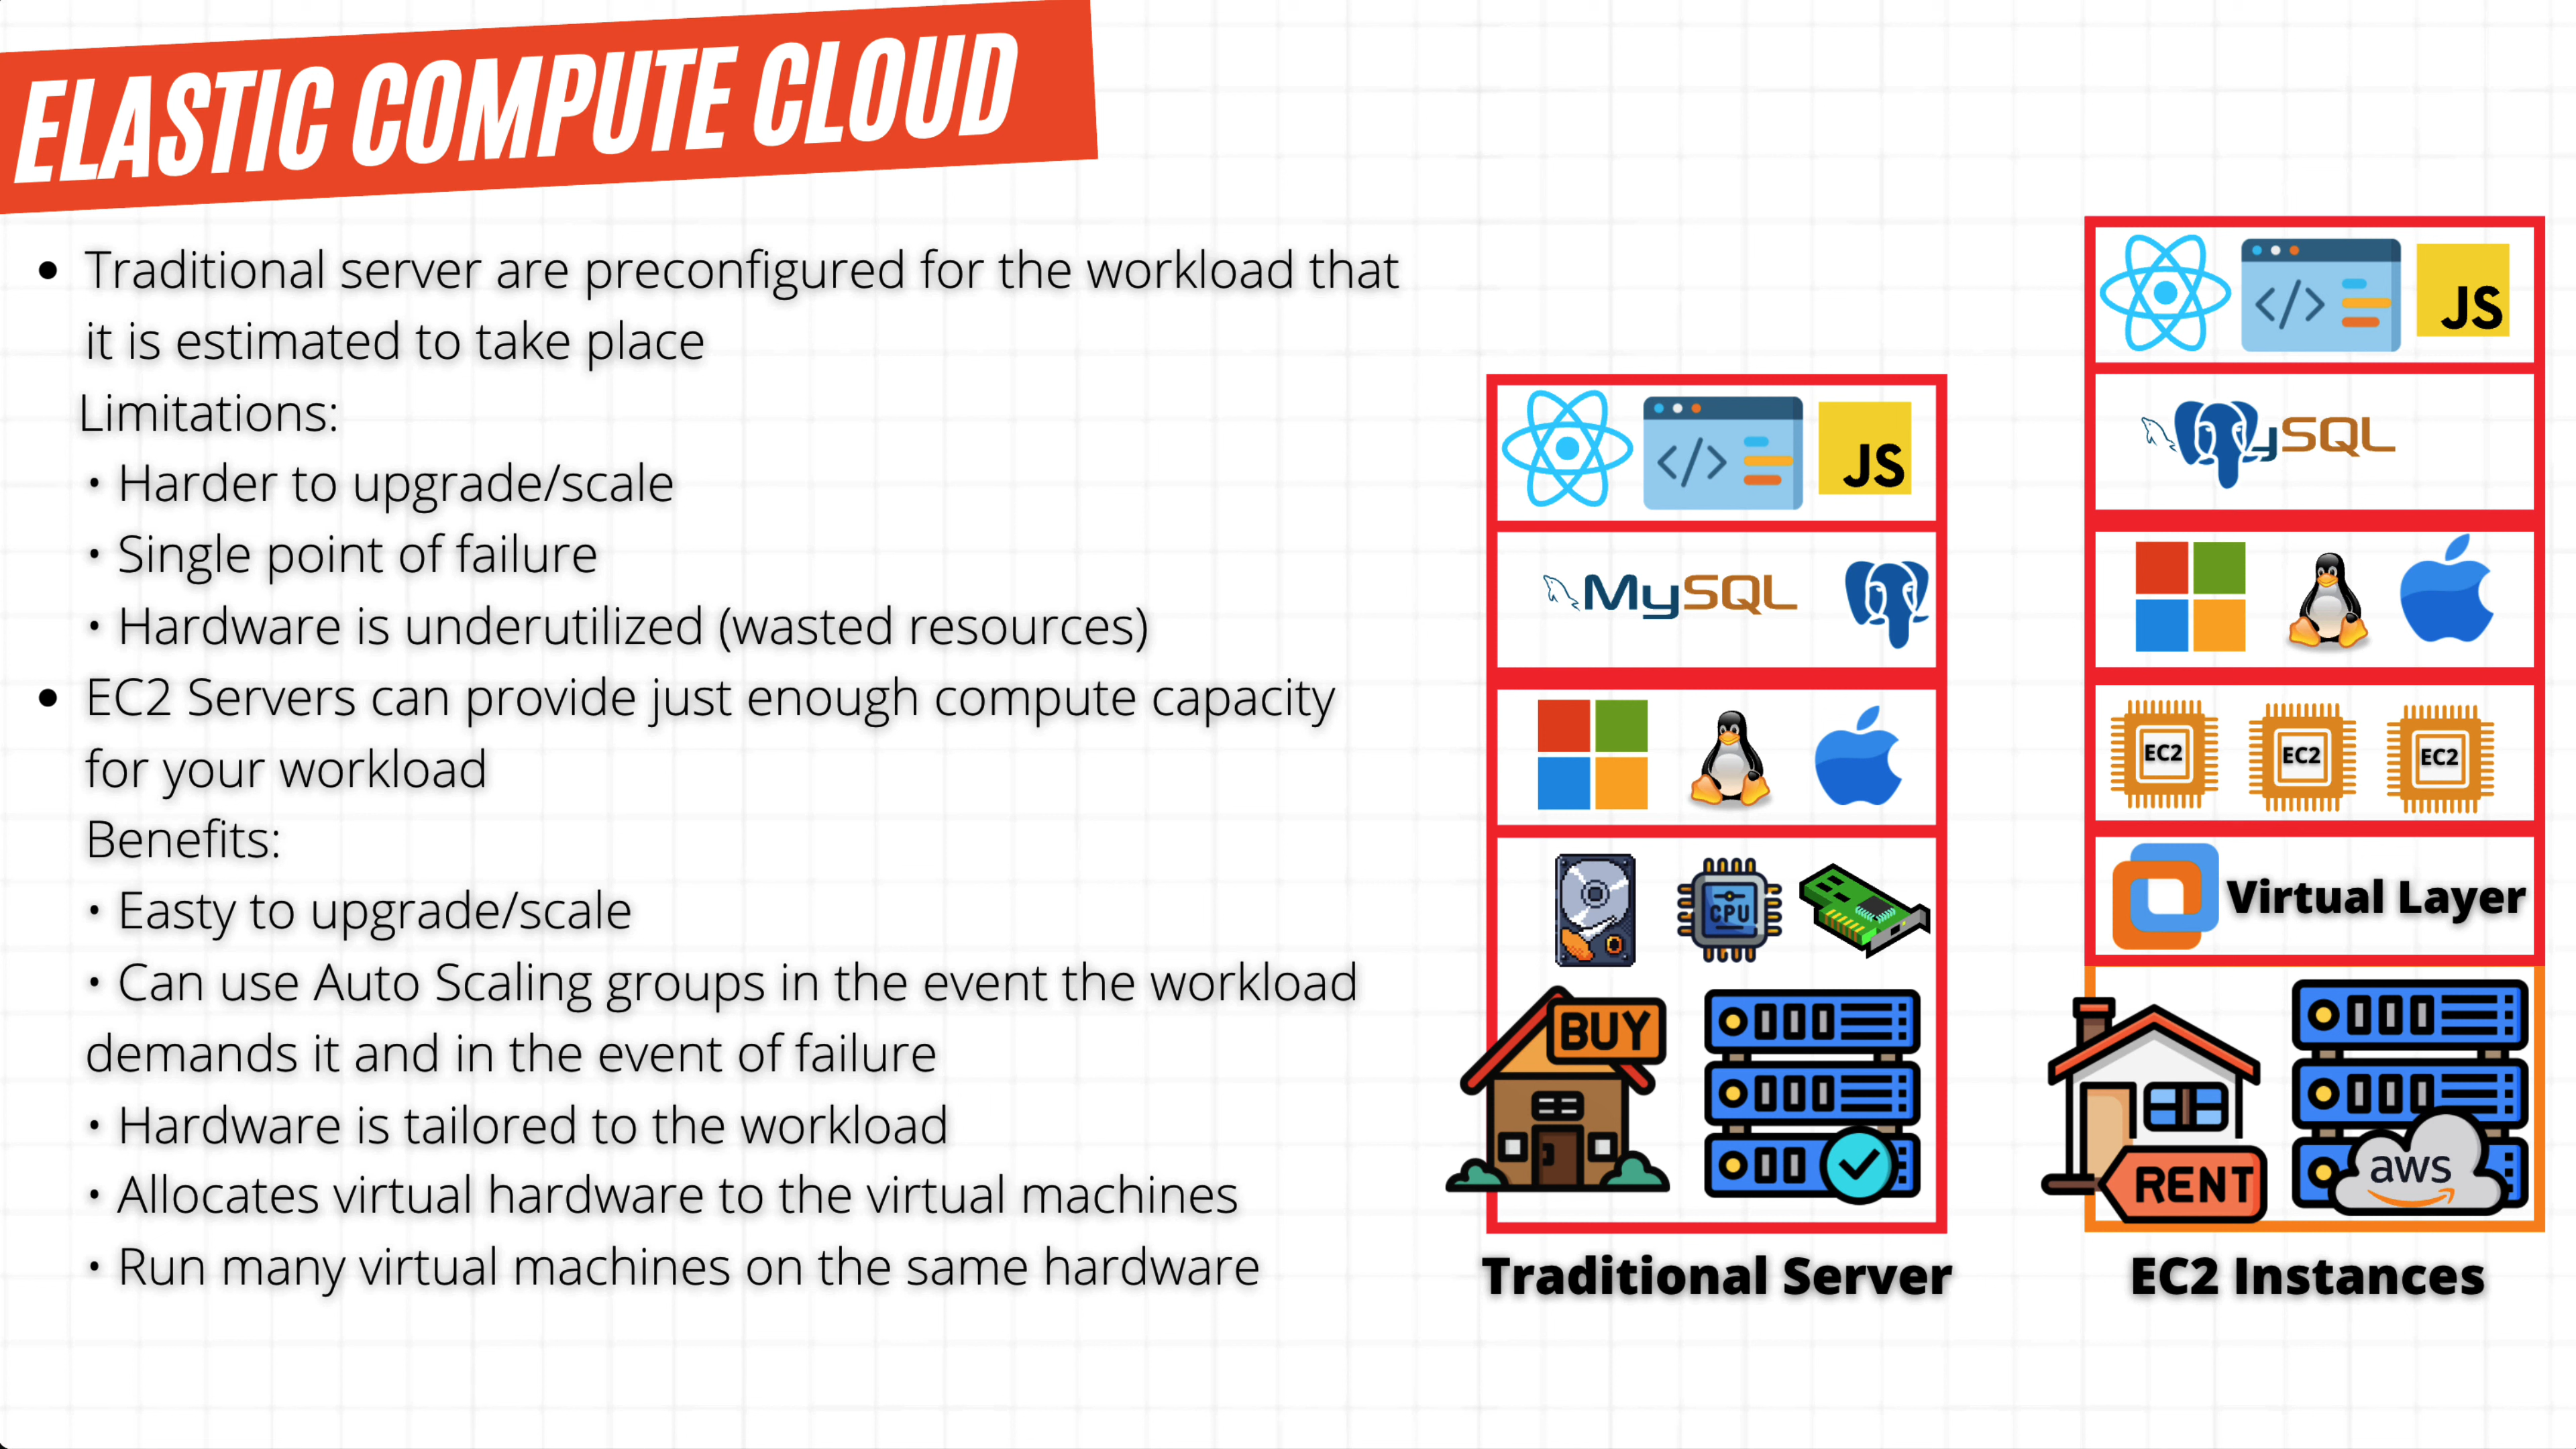 ELASTIC COMPUTE CLOUD
• Traditional server are preconfigured for the workload that
it is estimated to take place
Limitations:
• Harder to upgrade/scale
• Single point of failure
• Hardware is underutilized (wasted resources)
• EC2 Servers can provide just enough compute capacity
for your workload
Benefits:
• Easty to upgrade/scale
• Can use Auto Scaling groups in the event the workload
demands it and in the event of failure
• Hardware is tailored to the workload
• Allocates virtual hardware to the virtual machines
• Run many virtual machines on the same hardware
</> JS
MySQL
CPU
BUY
Traditional Server
</> JS
ySQL
EC2 EC2 EC2
Virtual Layer
RENT aws
EC2 Instances